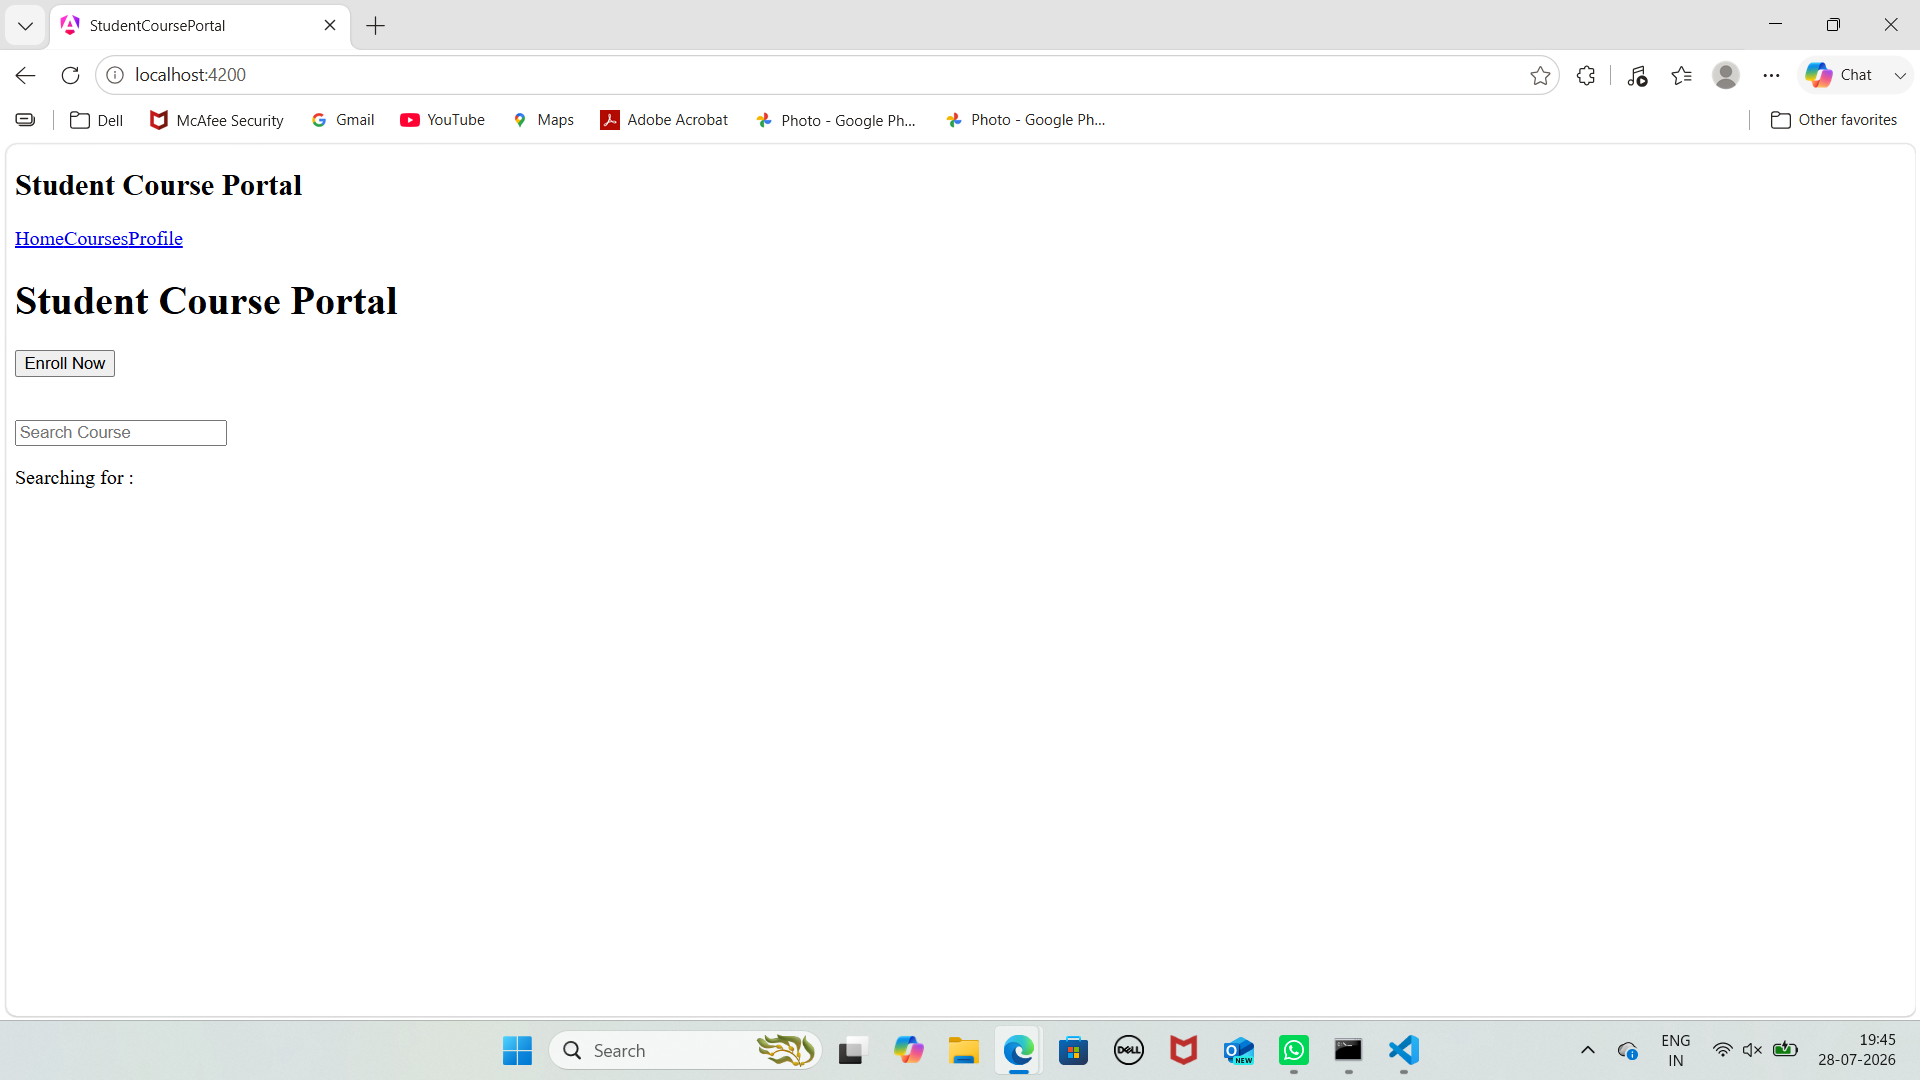 StudentCoursePortal
localhost:4200
Chat
Dell
McAfee Security
Gmail
YouTube
Maps
Adobe Acrobat
Photo - Google Ph...
Photo - Google Ph...
Other favorites
Student Course Portal
HomeCoursesProfile
Student Course Portal
Enroll Now
Search Course
Searching for :
Search
DELL
NEW
ENG
IN
19:45
28-07-2026